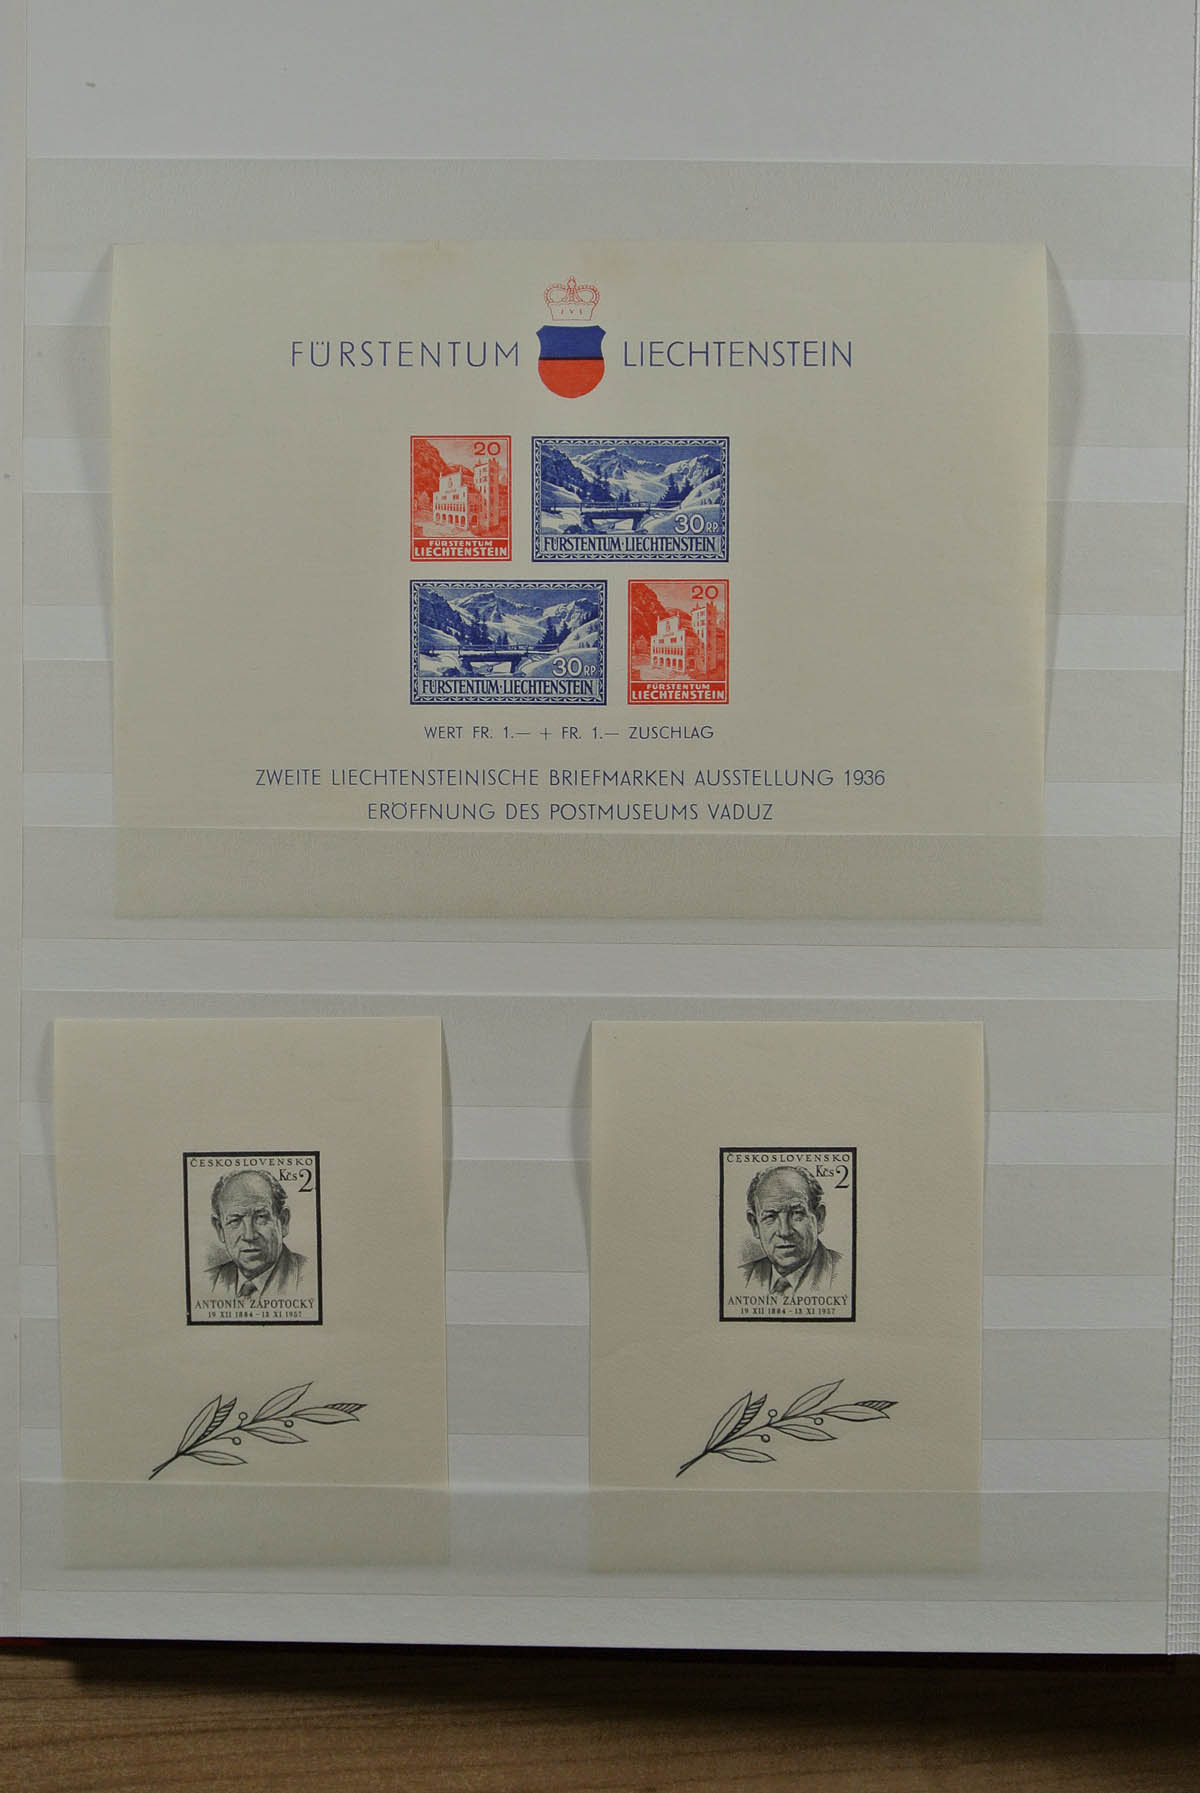 JVL
FÜRSTENTUM LIECHTENSTEIN
20
FÜRSTENTUM
LIECHTENSTEIN
30 RP.
FÜRSTENTUM·LIECHTENSTEIN
30 RP.
FÜRSTENTUM·LIECHTENSTEIN
20
FÜRSTENTUM
LIECHTENSTEIN
WERT FR. 1.— + FR. 1.— ZUSCHLAG
ZWEITE LIECHTENSTEINISCHE BRIEFMARKEN AUSSTELLUNG 1936
ERÖFFNUNG DES POSTMUSEUMS VADUZ
ČESKOSLOVENSKO
Kčs 2
ANTONÍN ZÁPOTOCKÝ
19 XII 1884 - 13 XI 1957
ČESKOSLOVENSKO
Kčs 2
ANTONÍN ZÁPOTOCKÝ
19 XII 1884 - 13 XI 1957